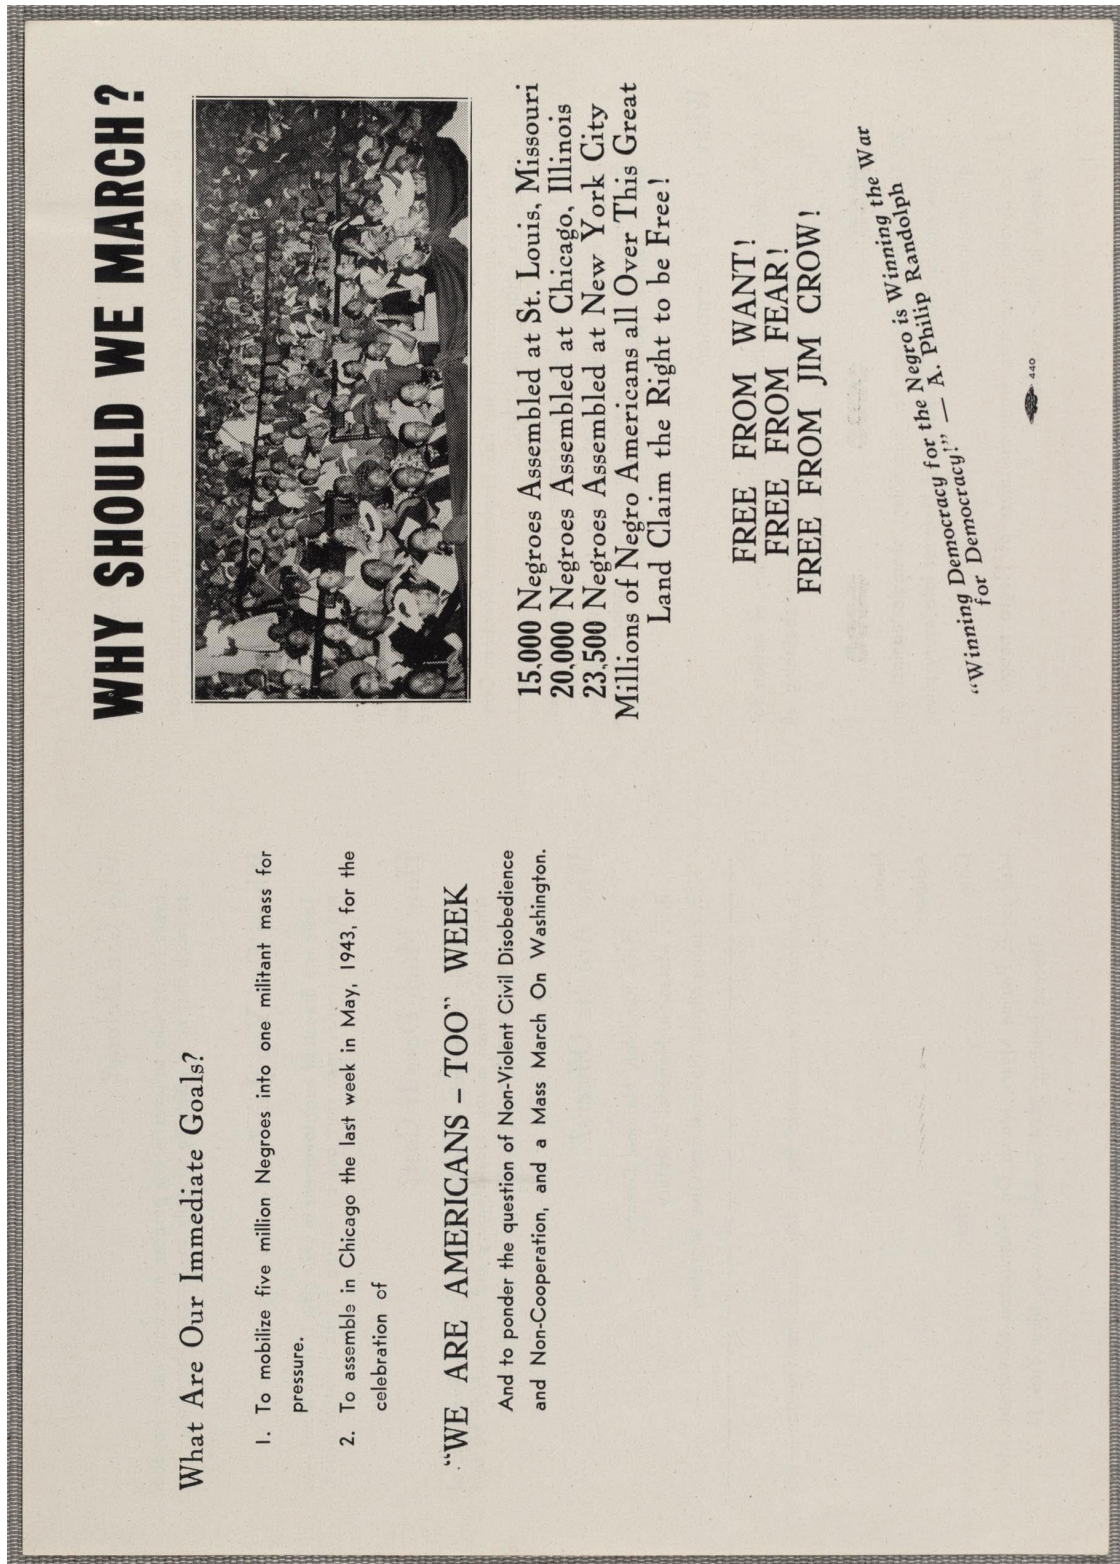 What Are Our Immediate Goals?
1. To mobilize five million Negroes into one militant mass for
pressure.
2. To assemble in Chicago the last week in May, 1943, for the
celebration of
"WE ARE AMERICANS – TOO" WEEK
And to ponder the question of Non-Violent Civil Disobedience
and Non-Cooperation, and a Mass March On Washington.
WHY SHOULD WE MARCH?
15.000 Negroes Assembled at St. Louis, Missouri
20.000 Negroes Assembled at Chicago, Illinois
23.500 Negroes Assembled at New York City
Millions of Negro Americans all Over This Great
Land Claim the Right to be Free!
FREE FROM WANT!
FREE FROM FEAR!
FREE FROM JIM CROW!
"Winning Democracy for the Negro is Winning the War
for Democracy!" — A. Philip Randolph
440